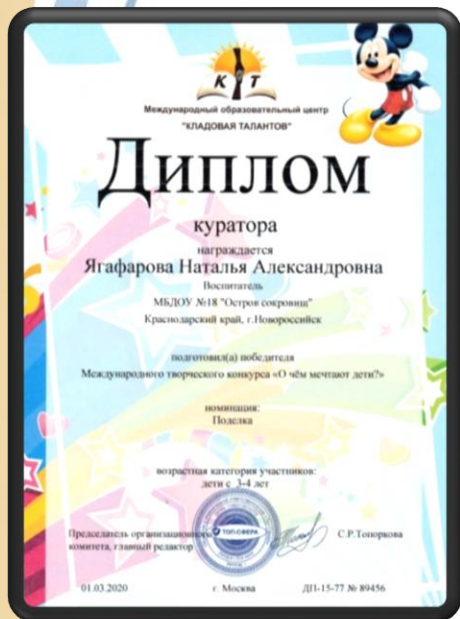 К Т
Международный образовательный центр
"КЛАДОВАЯ ТАЛАНТОВ"
Диплом
куратора
награждается
Ягафарова Наталья Александровна
Воспитатель
МБДОУ №18 "Остров сокровищ"
Краснодарский край, г.Новороссийск
подготовил(а) победителя
Международного творческого конкурса «О чём мечтают дети?»
номинация:
Поделка
возрастная категория участников:
дети с 3-4 лет
ТОП-СФЕРА
Председатель организационного
комитета, главный редактор
С.Р.Топоркова
01.03.2020 г. Москва ДП-15-77 № 89456